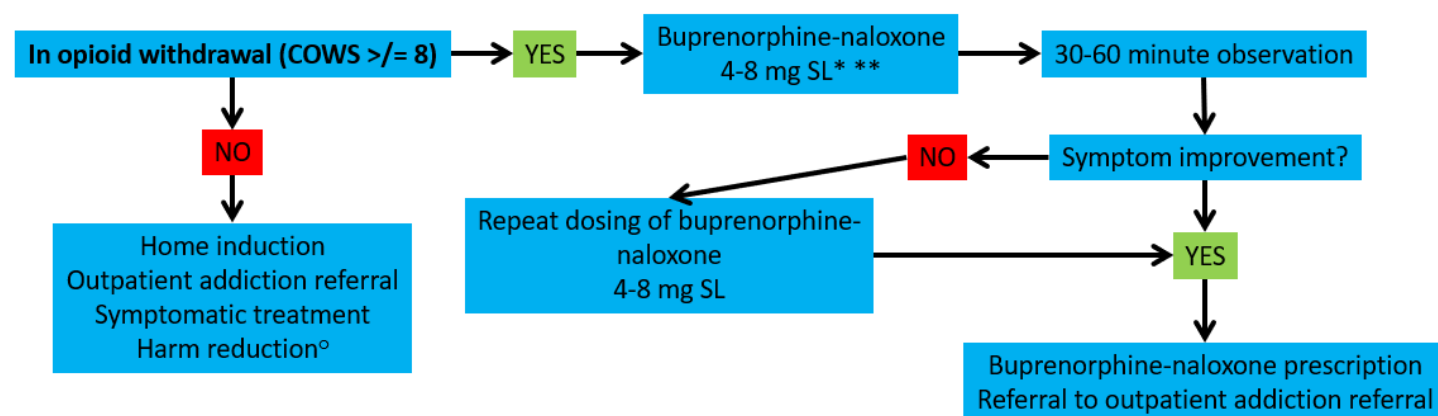 In opioid withdrawal (COWS >/= 8)
YES
Buprenorphine-naloxone
4-8 mg SL* **
30-60 minute observation
NO
Symptom improvement?
NO
Home induction
Outpatient addiction referral
Symptomatic treatment
Harm reduction°
Repeat dosing of buprenorphine-
naloxone
4-8 mg SL
YES
Buprenorphine-naloxone prescription
Referral to outpatient addiction referral